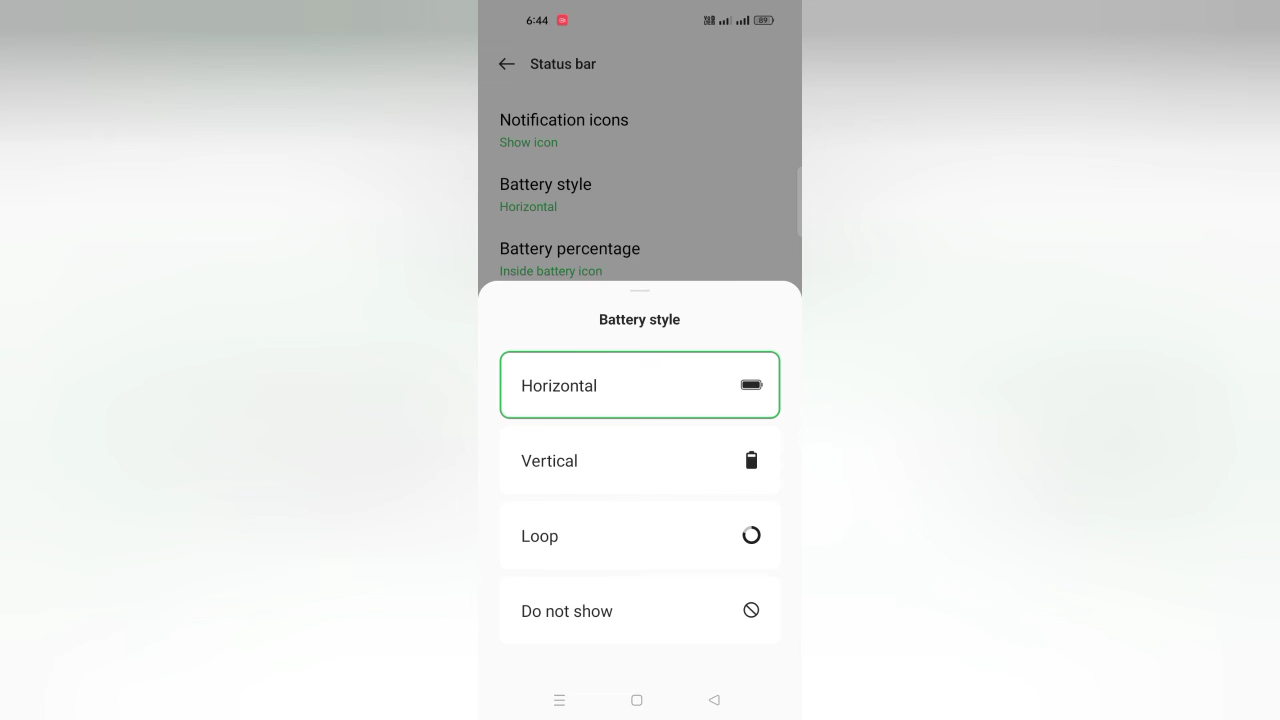 6:44
89
Status bar
Notification icons
Show icon
Battery style
Horizontal
Battery percentage
Inside battery icon
Battery style
Horizontal
Vertical
Loop
Do not show